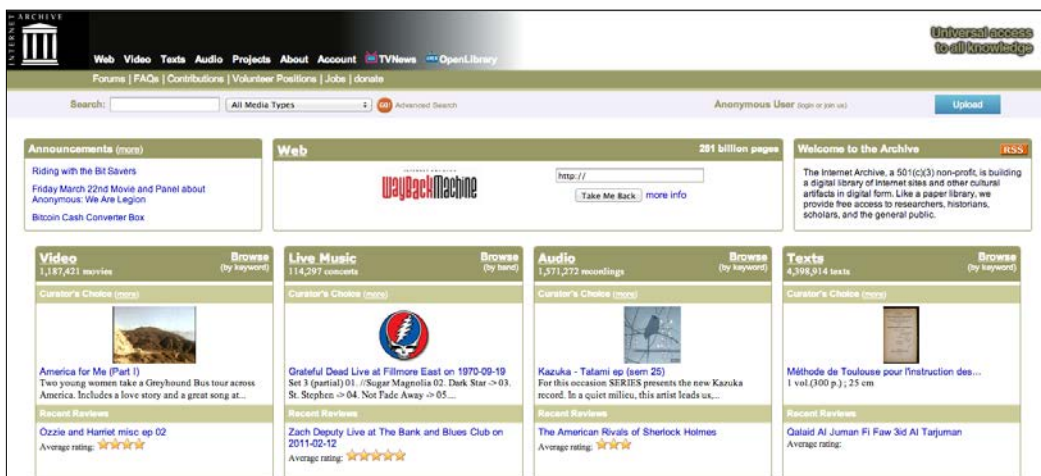 INTERNET ARCHIVE
Universal access
to all knowledge
Web Video Texts Audio Projects About Account TVNews OpenLibrary
Forums | FAQs | Contributions | Volunteer Positions | Jobs | donate
Search: All Media Types GO! Advanced Search Anonymous User (login or join us) Upload
Announcements (more)
Riding with the Bit Savers
Friday March 22nd Movie and Panel about
Anonymous: We Are Legion
Bitcoin Cash Converter Box
Web 281 billion pages
INTERNET ARCHIVE
WayBackMachine
http://
Take Me Back more info
Welcome to the Archive RSS
The Internet Archive, a 501(c)(3) non-profit, is building
a digital library of Internet sites and other cultural
artifacts in digital form. Like a paper library, we
provide free access to researchers, historians,
scholars, and the general public.
Video Browse
1,187,421 movies (by keyword)
Curator's Choice (more)
America for Me (Part I)
Two young women take a Greyhound Bus tour across
America. Includes a love story and a great song at...
Recent Reviews
Ozzie and Harriet misc ep 02
Average rating:
Live Music Browse
114,297 concerts (by band)
Curator's Choice (more)
Grateful Dead Live at Fillmore East on 1970-09-19
Set 3 (partial) 01. //Sugar Magnolia 02. Dark Star -> 03.
St. Stephen -> 04. Not Fade Away -> 05....
Recent Reviews
Zach Deputy Live at The Bank and Blues Club on
2011-02-12
Average rating:
Audio Browse
1,571,272 recordings (by keyword)
Curator's Choice (more)
Kazuka - Tatami ep (sem 25)
For this occasion SERIES presents the new Kazuka
record. In a quiet milieu, this artist leads us,...
Recent Reviews
The American Rivals of Sherlock Holmes
Average rating:
Texts Browse
4,398,914 texts (by keyword)
Curator's Choice (more)
Méthode de Toulouse pour l'instruction des...
1 vol.(300 p.) ; 25 cm
Recent Reviews
Qalaid Al Juman Fi Faw 3id Al Tarjuman
Average rating: